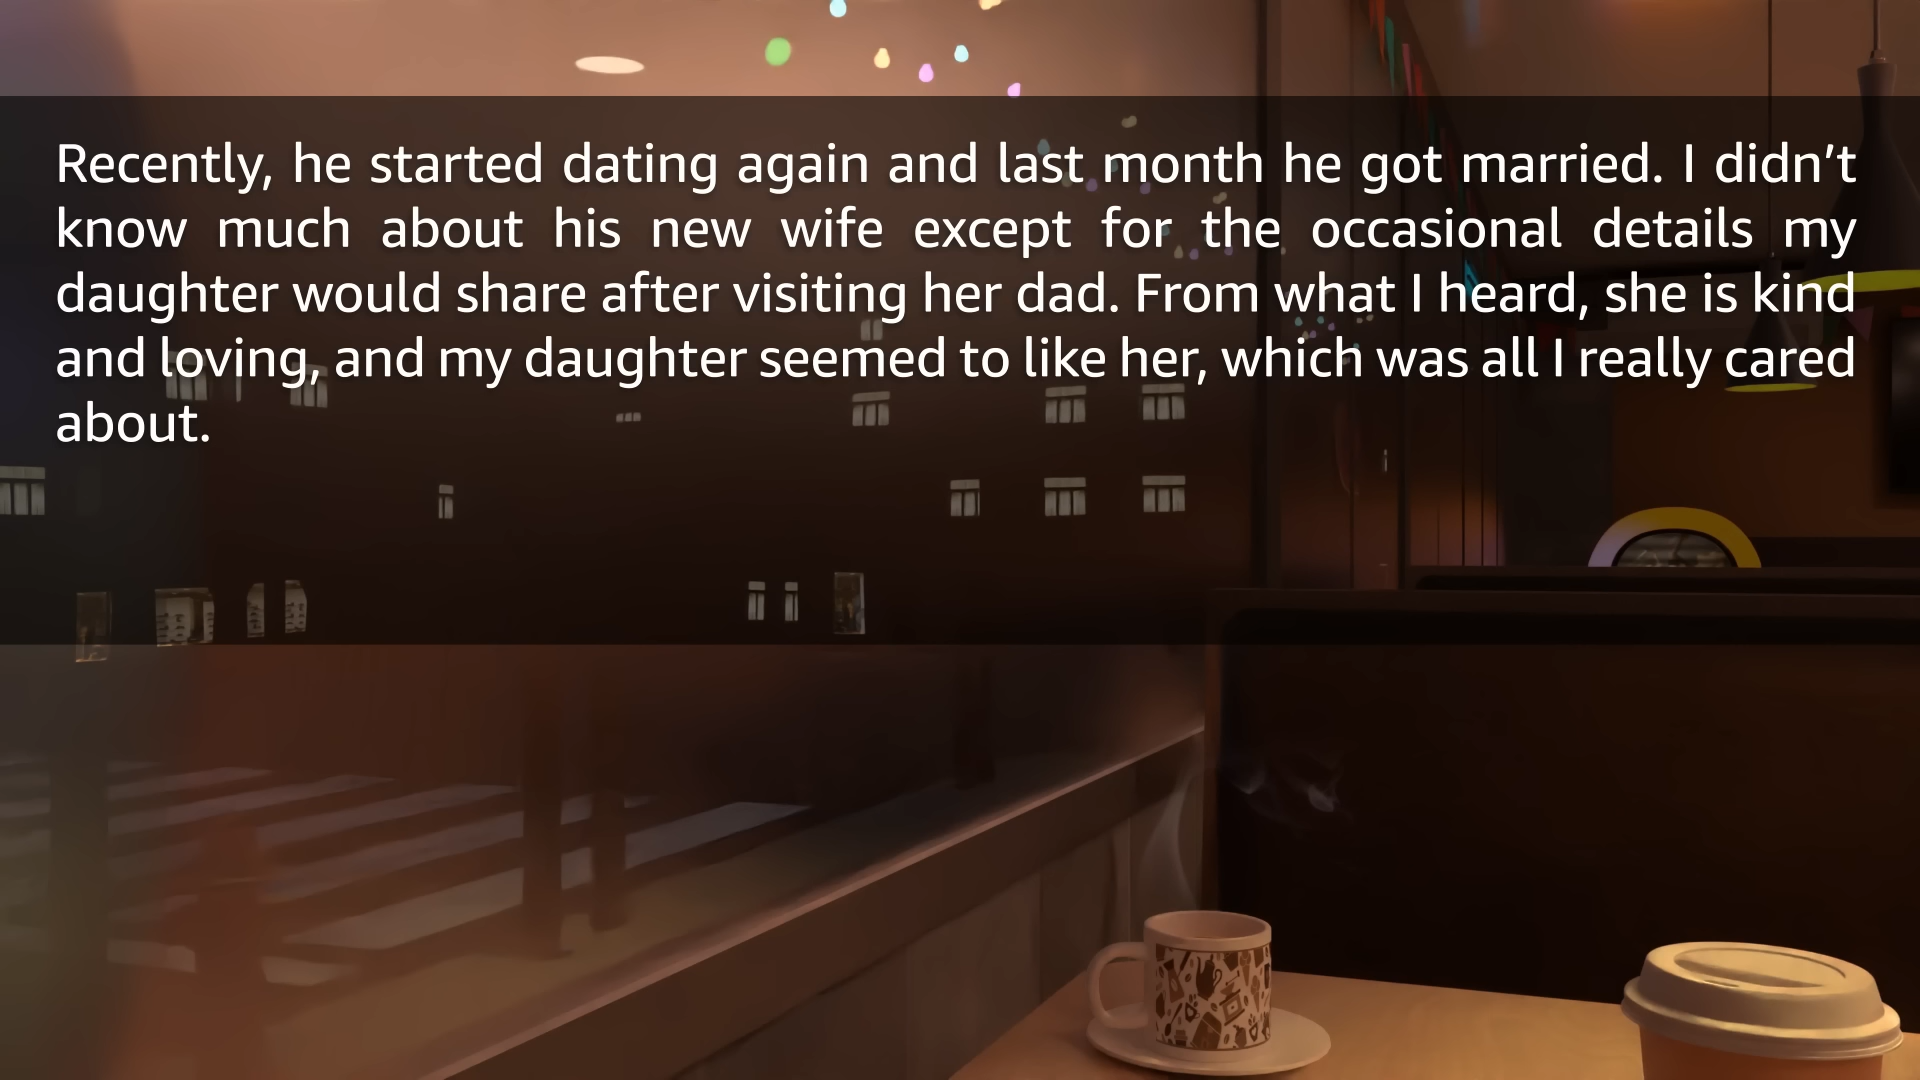 Recently, he started dating again and last month he got married. I didn’t
know much about his new wife except for the occasional details my
daughter would share after visiting her dad. From what I heard, she is kind
and loving, and my daughter seemed to like her, which was all I really cared
about.